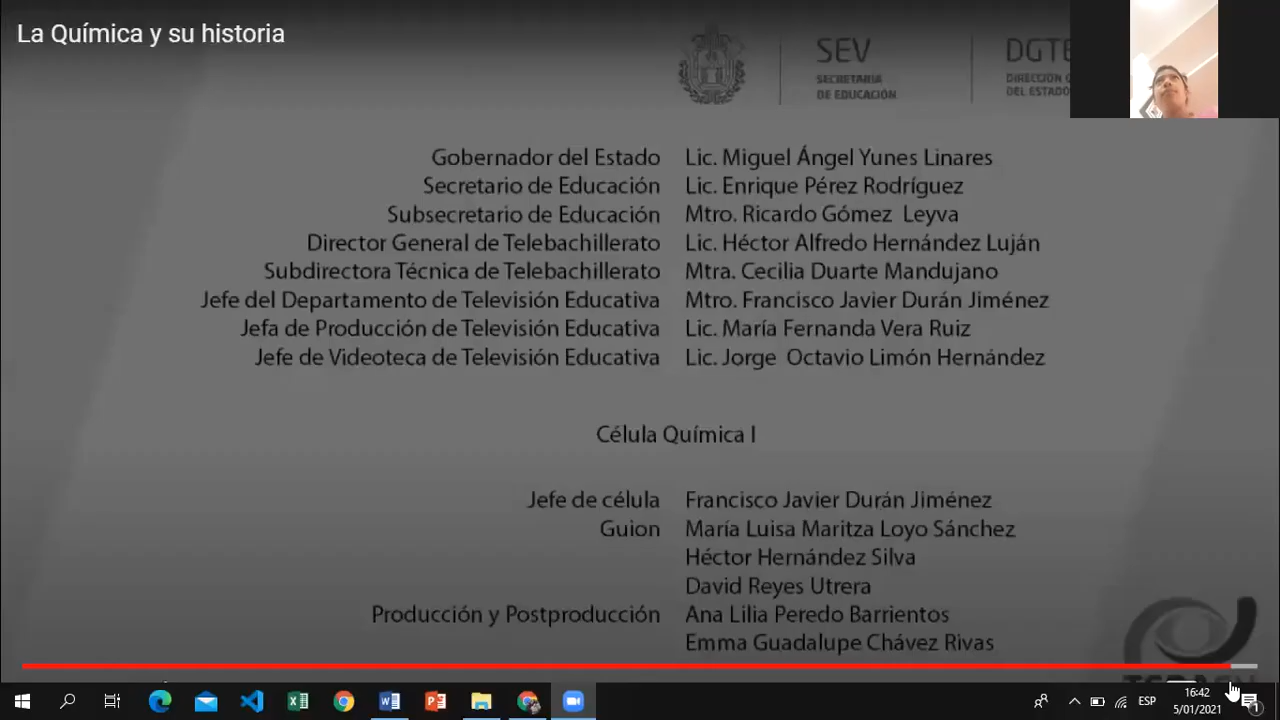 La Química y su historia
SEV
SECRETARÍA
DE EDUCACIÓN
DGTE
DIRECCIÓN
DEL ESTADO
Gobernador del Estado Lic. Miguel Ángel Yunes Linares
Secretario de Educación Lic. Enrique Pérez Rodríguez
Subsecretario de Educación Mtro. Ricardo Gómez Leyva
Director General de Telebachillerato Lic. Héctor Alfredo Hernández Luján
Subdirectora Técnica de Telebachillerato Mtra. Cecilia Duarte Mandujano
Jefe del Departamento de Televisión Educativa Mtro. Francisco Javier Durán Jiménez
Jefa de Producción de Televisión Educativa Lic. María Fernanda Vera Ruiz
Jefe de Videoteca de Televisión Educativa Lic. Jorge Octavio Limón Hernández
Célula Química I
Jefe de célula Francisco Javier Durán Jiménez
Guion María Luisa Maritza Loyo Sánchez
Héctor Hernández Silva
David Reyes Utrera
Producción y Postproducción Ana Lilia Peredo Barrientos
Emma Guadalupe Chávez Rivas
ESP
16:42
5/01/2021
1